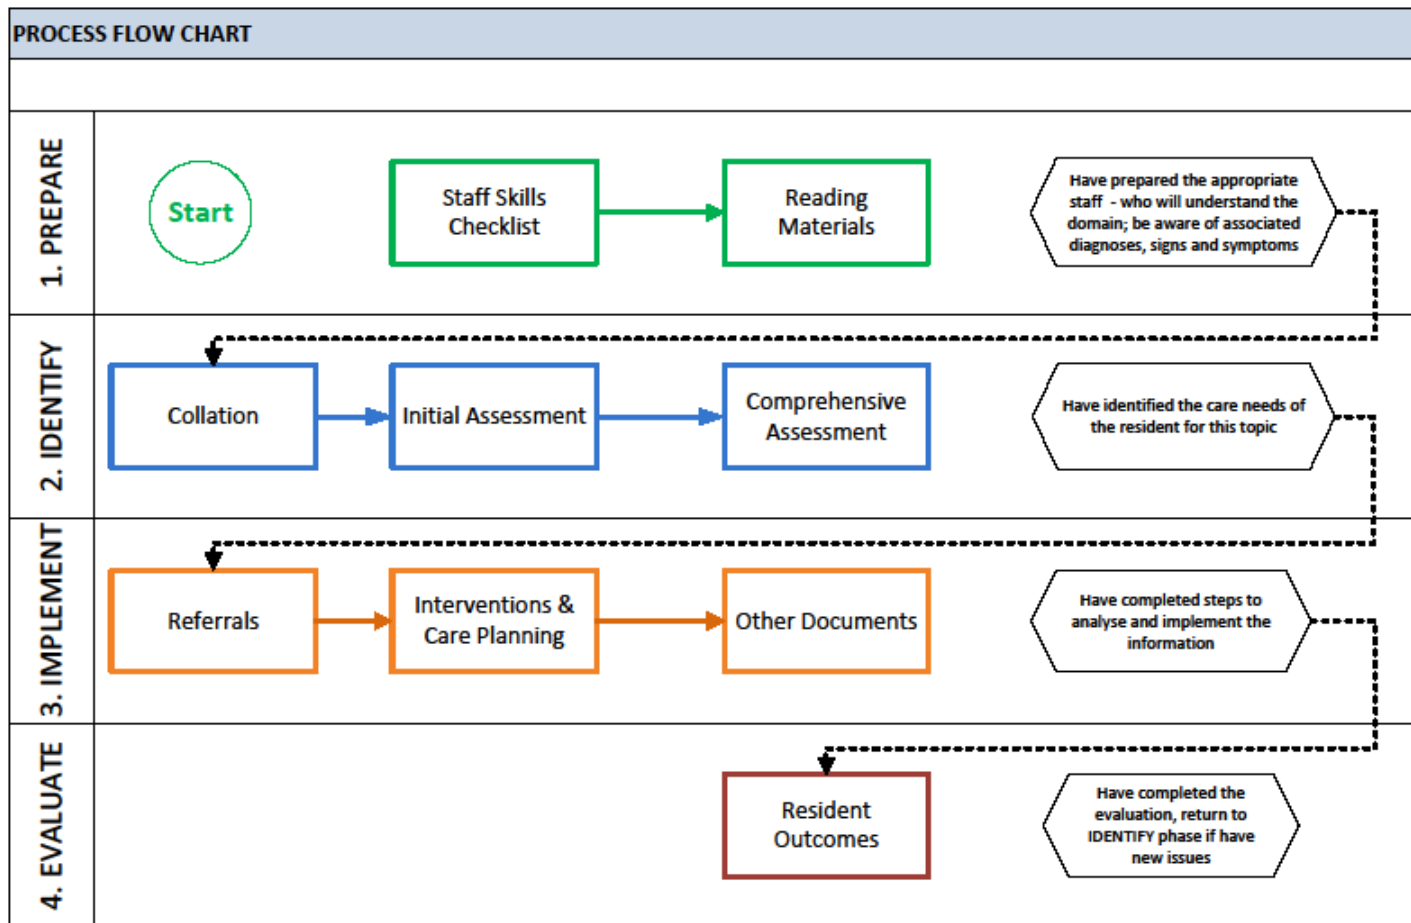 PROCESS FLOW CHART
1. PREPARE
Start
Staff Skills
Checklist
Reading
Materials
Have prepared the appropriate
staff - who will understand the
domain; be aware of associated
diagnoses, signs and symptoms
2. IDENTIFY
Collation
Initial Assessment
Comprehensive
Assessment
Have identified the care needs of
the resident for this topic
3. IMPLEMENT
Referrals
Interventions &
Care Planning
Other Documents
Have completed steps to
analyse and implement the
information
4. EVALUATE
Resident
Outcomes
Have completed the
evaluation, return to
IDENTIFY phase if have
new issues